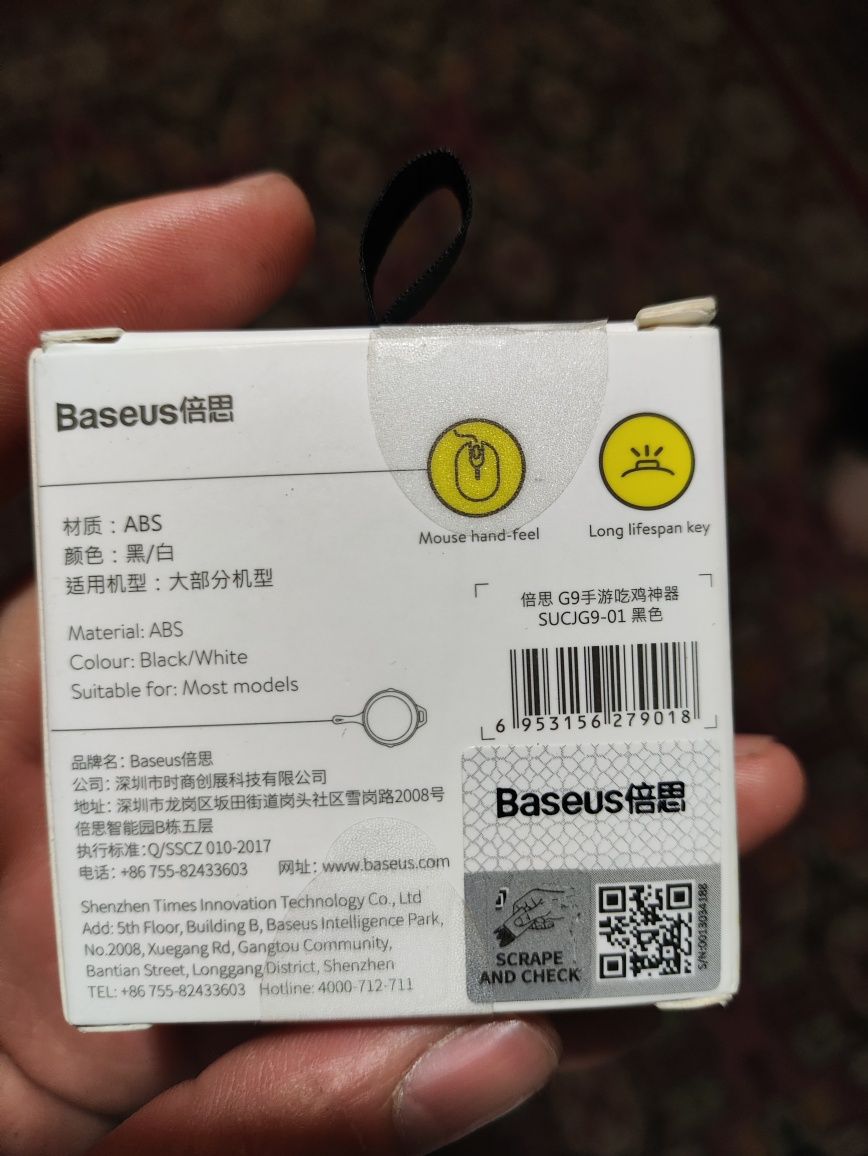 Baseus倍思
Mouse hand-feel
Long lifespan key
材质：ABS
颜色：黑/白
适用机型：大部分机型
Material: ABS
Colour: Black/White
Suitable for: Most models
倍思 G9手游吃鸡神器
SUCJG9-01 黑色
6 953156 279018
品牌名：Baseus倍思
公司：深圳市时商创展科技有限公司
地址：深圳市龙岗区坂田街道岗头社区雪岗路2008号
倍思智能园B栋五层
执行标准：Q/SSCZ 010-2017
电话：+86 755-82433603 网址：www.baseus.com
Shenzhen Times Innovation Technology Co., Ltd
Add: 5th Floor, Building B, Baseus Intelligence Park,
No.2008, Xuegang Rd, Gangtou Community,
Bantian Street, Longgang District, Shenzhen
TEL: +86 755-82433603 Hotline: 4000-712-711
Baseus倍思
SCRAPE
AND CHECK
S/N:0013034186